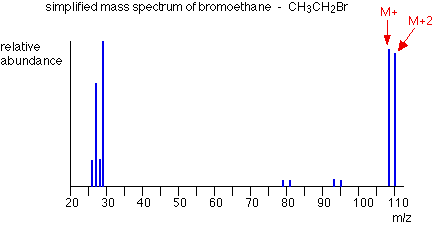 simplified mass spectrum of bromoethane - CH3CH2Br
M+
M+2
relative
abundance
20 30 40 50 60 70 80 90 100 110
m/z